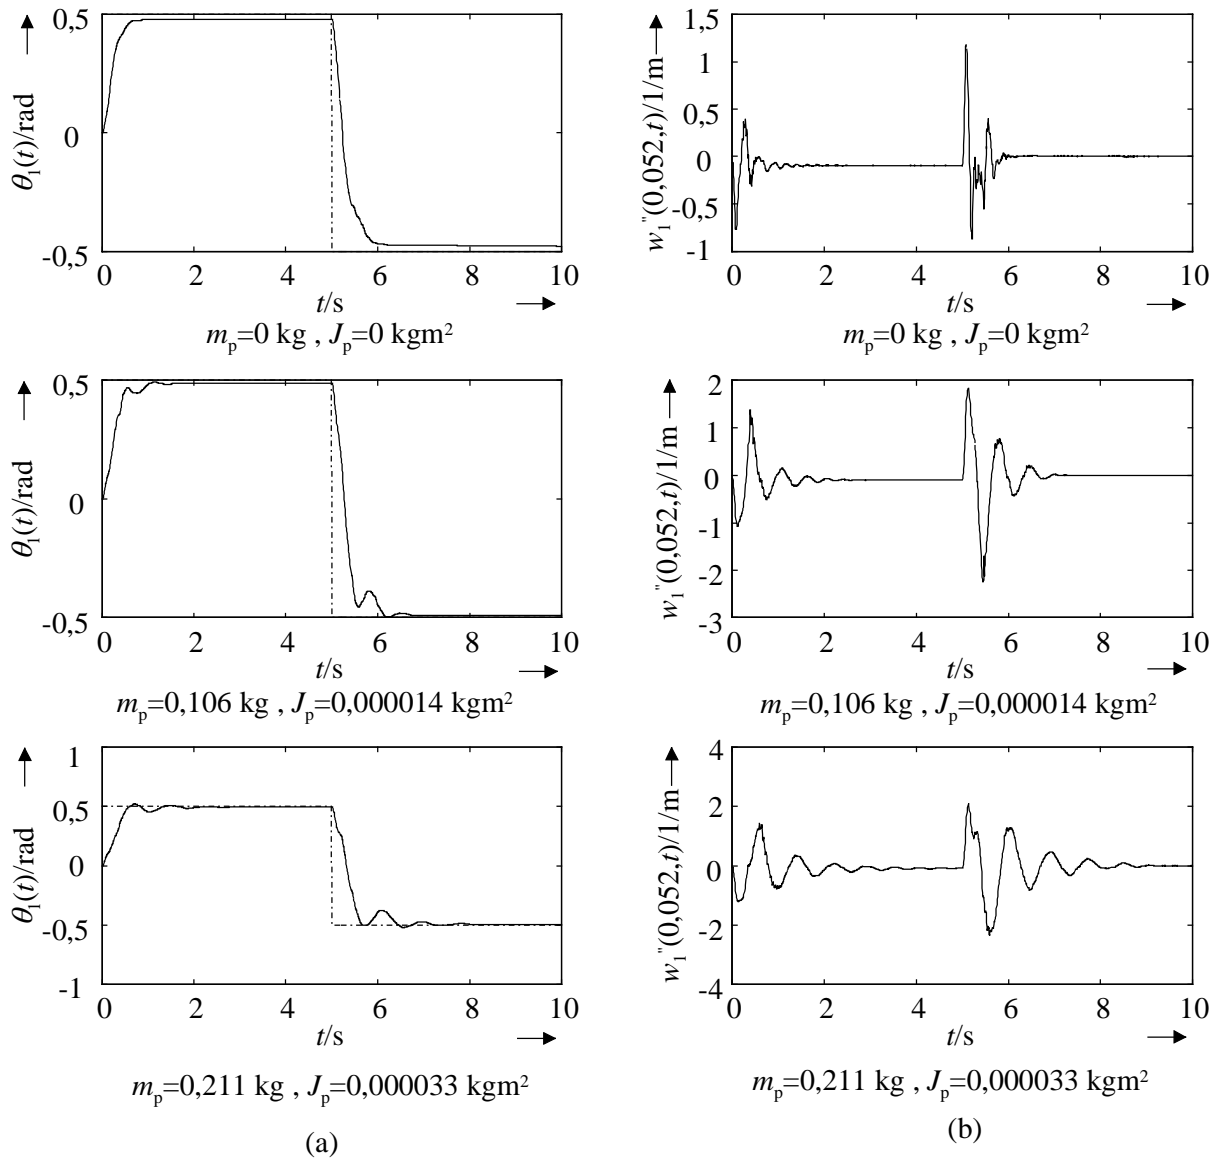 θ₁(t)/rad
0,5
0
-0,5
0 2 4 6 8 10
t/s
mₚ=0 kg , Jₚ=0 kgm²
w₁"(0,052,t)/1/m
1,5
1
0,5
0
-0,5
-1
0 2 4 6 8 10
t/s
mₚ=0 kg , Jₚ=0 kgm²
θ₁(t)/rad
0,5
0
-0,5
0 2 4 6 8 10
t/s
mₚ=0,106 kg , Jₚ=0,000014 kgm²
w₁"(0,052,t)/1/m
2
1
0
-1
-2
-3
0 2 4 6 8 10
t/s
mₚ=0,106 kg , Jₚ=0,000014 kgm²
θ₁(t)/rad
1
0,5
0
-0,5
-1
0 2 4 6 8 10
t/s
mₚ=0,211 kg , Jₚ=0,000033 kgm²
(a)
w₁"(0,052,t)/1/m
4
2
0
-2
-4
0 2 4 6 8 10
t/s
mₚ=0,211 kg , Jₚ=0,000033 kgm²
(b)